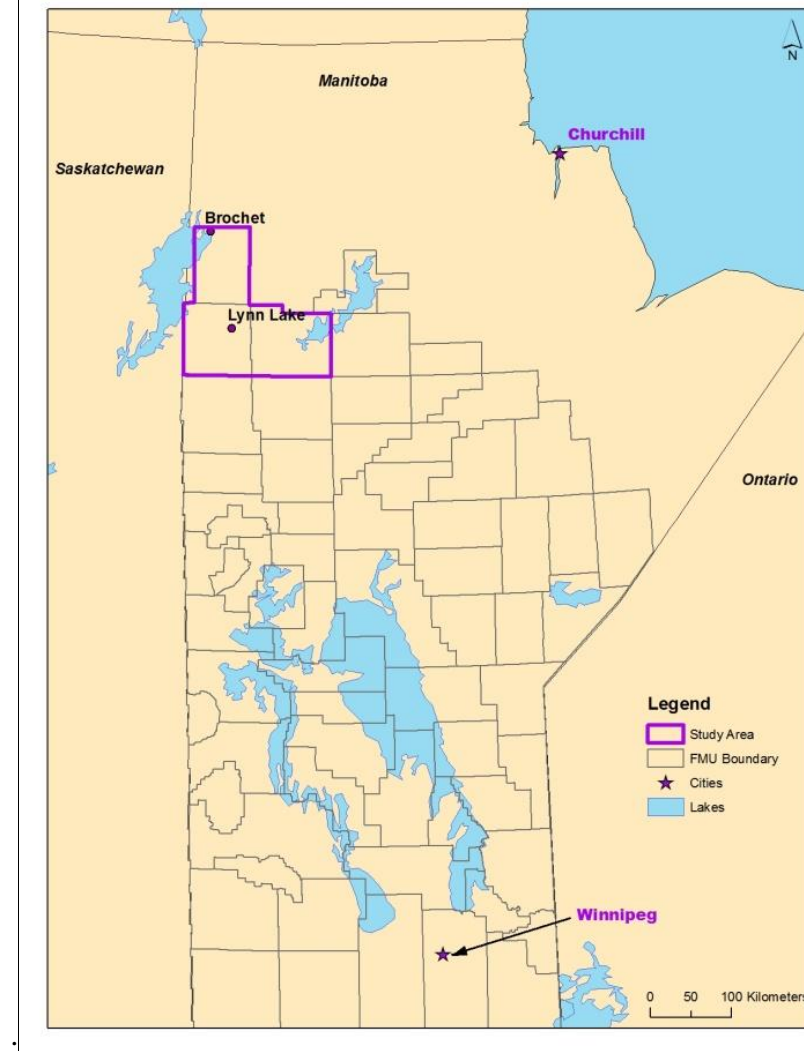 N
Manitoba
Churchill
Saskatchewan
Brochet
Lynn Lake
Ontario
Legend
Study Area
FMU Boundary
Cities
Lakes
Winnipeg
0 50 100 Kilometers
.